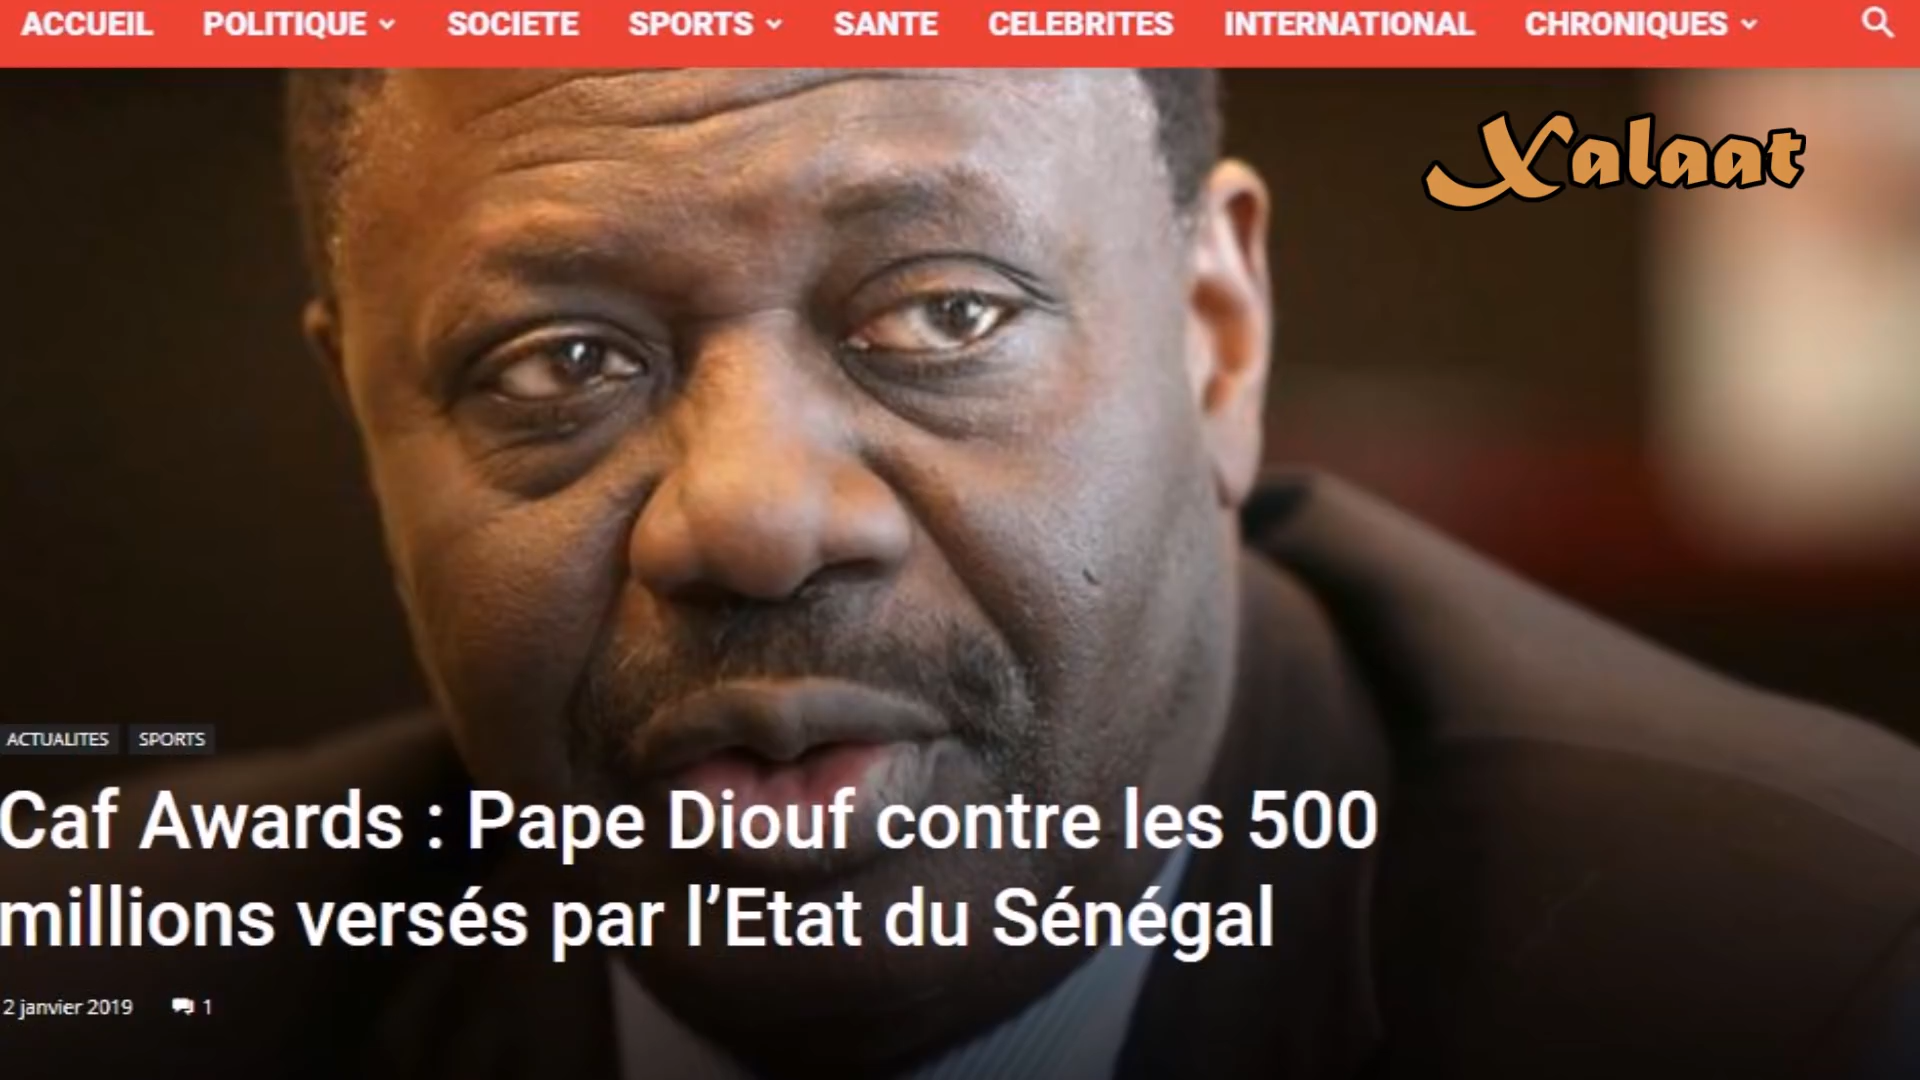 ACCUEIL POLITIQUE SOCIETE SPORTS SANTE CELEBRITES INTERNATIONAL CHRONIQUES
Xalaat
ACTUALITES SPORTS
Caf Awards : Pape Diouf contre les 500
millions versés par l’Etat du Sénégal
2 janvier 2019 1